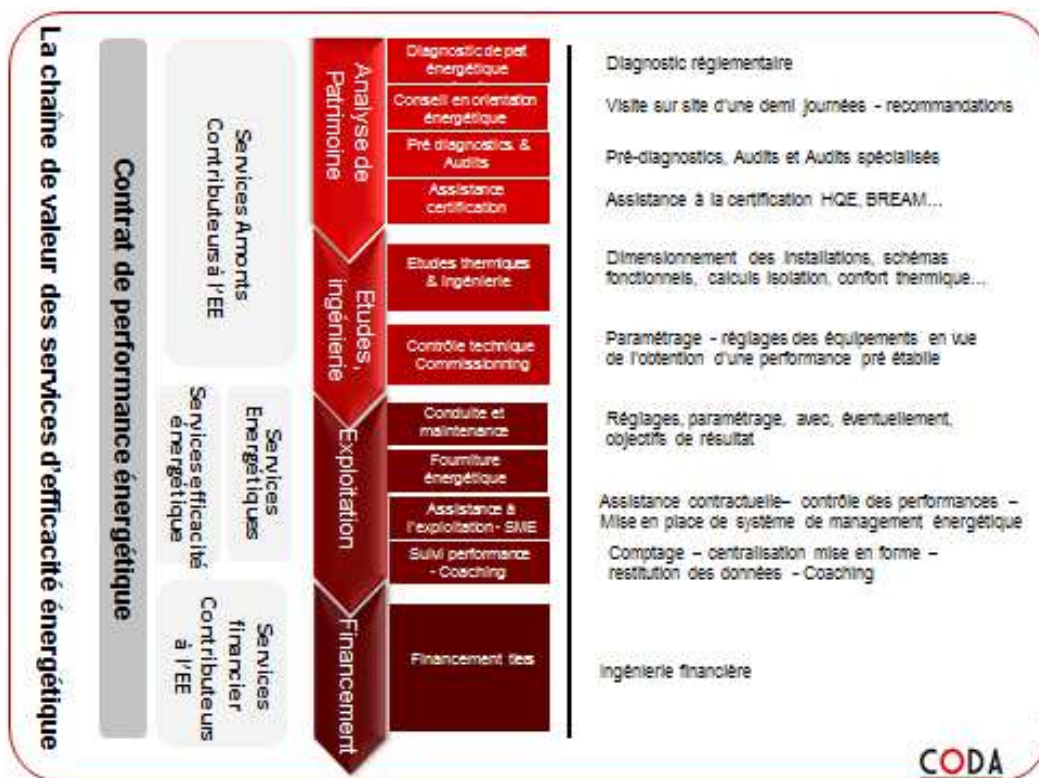 La chaîne de valeur des services d'efficacité énergétique
Contrat de performance énergétique
Services Amonts
Contributeurs à l'EE
Services
Energétiques
Services efficacité
énergétique
Services
financier
Contributeurs
à l'EE
Analyse de
Patrimoine
Etudes,
ingénierie
Exploitation
Financement
Diagnostic de perf.
énergétique
Conseil en orientation
énergétique
Pré diagnostics. &
Audits
Assistance
certification
Etudes thermiques
& Ingénierie
Contrôle technique
Commissionning
Conduite et
maintenance
Fourniture
énergétique
Assistance à
l'exploitation - SME
Suivi performance
- Coaching
Financement tiers
Diagnostic réglementaire
Visite sur site d'une demi journées - recommandations
Pré-diagnostics, Audits et Audits spécialisés
Assistance à la certification HQE, BREAM...
Dimensionnement des installations, schémas
fonctionnels, calculs isolation, confort thermique...
Paramétrage - réglages des équipements en vue
de l'obtention d'une performance pré établie
Réglages, paramétrage, avec, éventuellement,
objectifs de résultat
Assistance contractuelle– contrôle des performances –
Mise en place de système de management énergétique
Comptage – centralisation mise en forme –
restitution des données - Coaching
Ingénierie financière
CODA